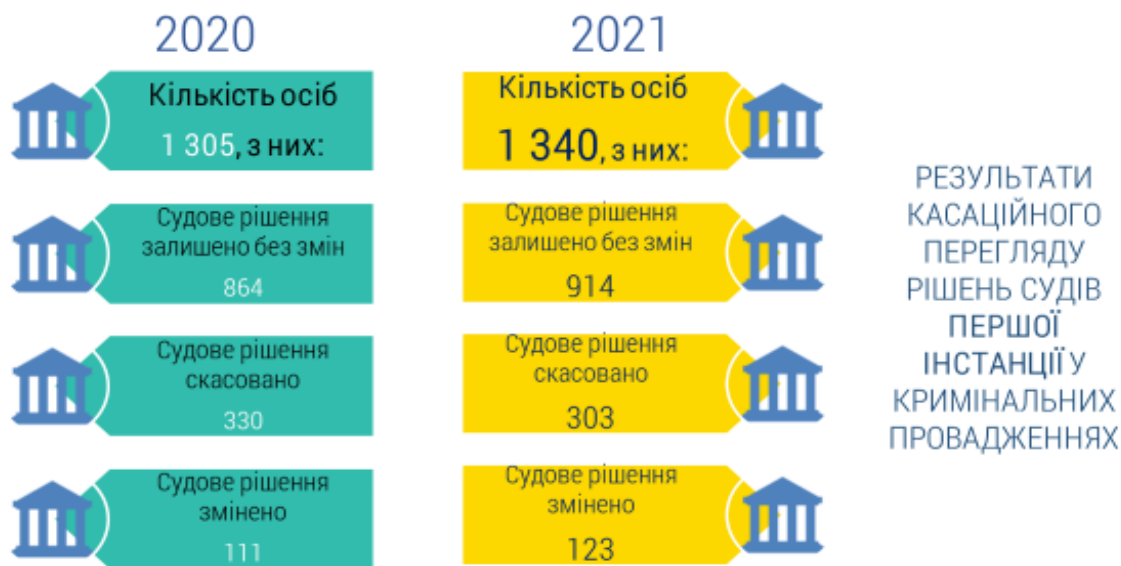 2020
Кількість осіб
1 305, з них:
Судове рішення
залишено без змін
864
Судове рішення
скасовано
330
Судове рішення
змінено
111
2021
Кількість осіб
1 340, з них:
Судове рішення
залишено без змін
914
Судове рішення
скасовано
303
Судове рішення
змінено
123
РЕЗУЛЬТАТИ
КАСАЦІЙНОГО
ПЕРЕГЛЯДУ
РІШЕНЬ СУДІВ
ПЕРШОЇ
ІНСТАНЦІЇ У
КРИМІНАЛЬНИХ
ПРОВАДЖЕННЯХ